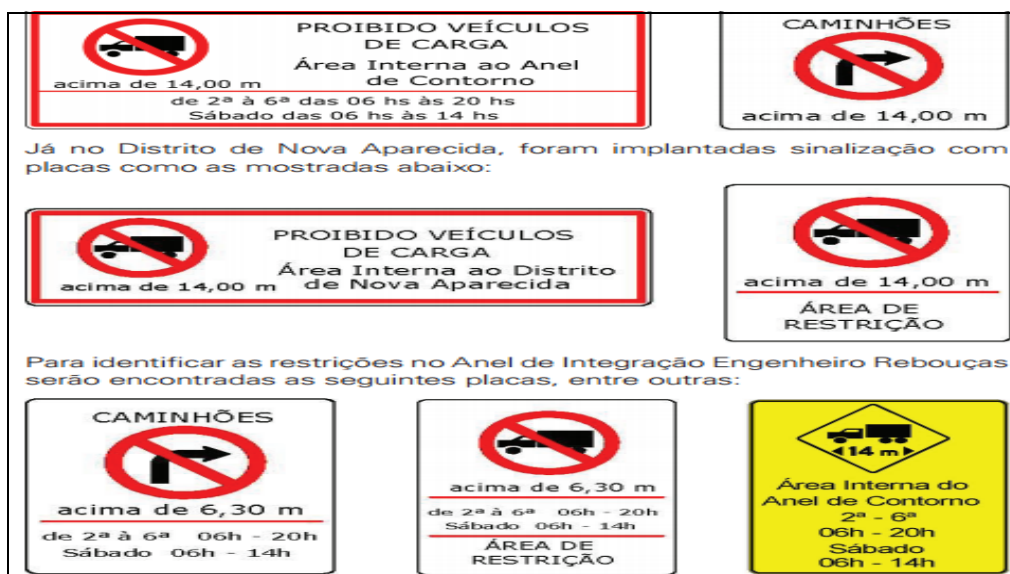 PROIBIDO VEÍCULOS
DE CARGA
Área Interna ao Anel
de Contorno
acima de 14,00 m
de 2ª à 6ª das 06 hs às 20 hs
Sábado das 06 hs às 14 hs
CAMINHÕES
acima de 14,00 m
Já no Distrito de Nova Aparecida, foram implantadas sinalização com
placas como as mostradas abaixo:
PROIBIDO VEÍCULOS
DE CARGA
Área Interna ao Distrito
de Nova Aparecida
acima de 14,00 m
acima de 14,00 m
ÁREA DE
RESTRIÇÃO
Para identificar as restrições no Anel de Integração Engenheiro Rebouças
serão encontradas as seguintes placas, entre outras:
CAMINHÕES
acima de 6,30 m
de 2ª à 6ª 06h - 20h
Sábado 06h - 14h
acima de 6,30 m
de 2ª à 6ª 06h - 20h
Sábado 06h - 14h
ÁREA DE
RESTRIÇÃO
14 m
Área Interna do
Anel de Contorno
2ª - 6ª
06h - 20h
Sábado
06h - 14h